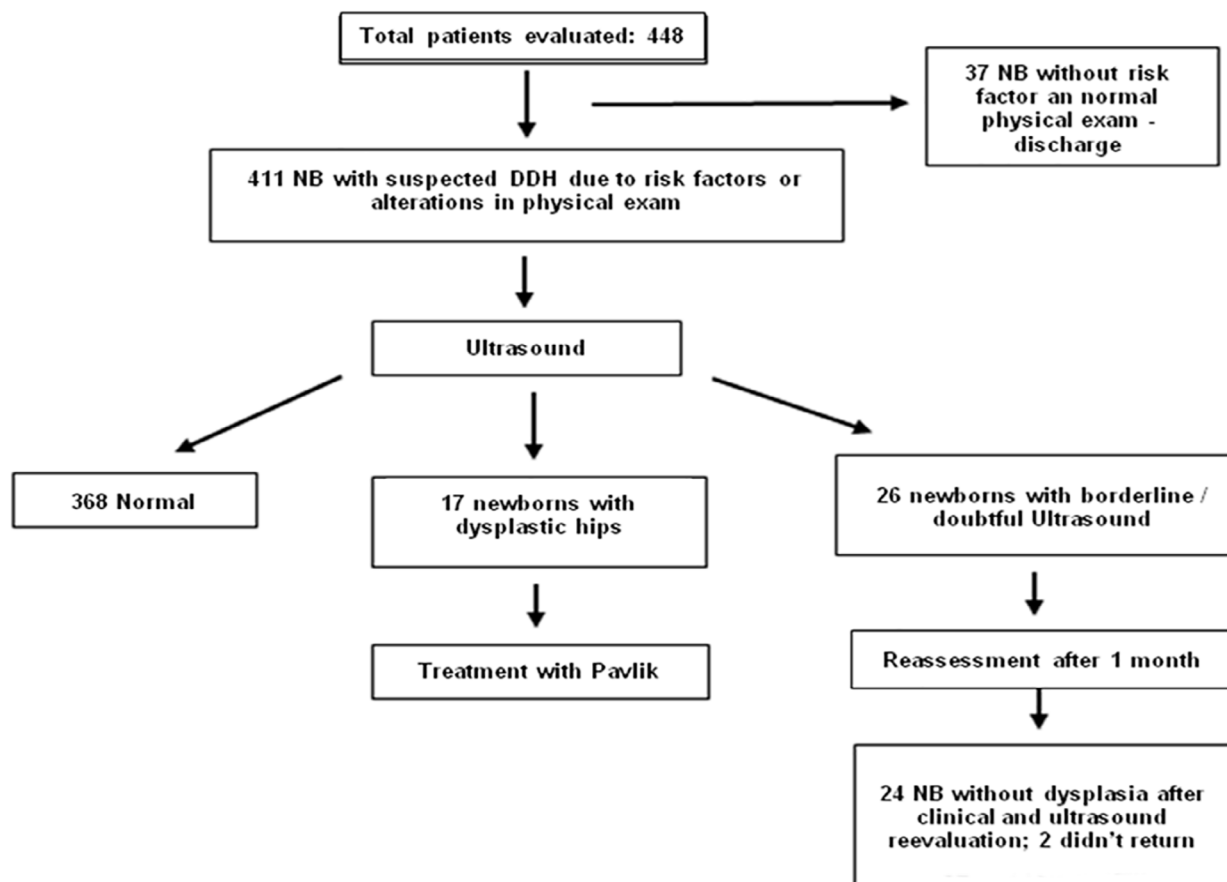 Total patients evaluated: 448
37 NB without risk
factor an normal
physical exam -
discharge
411 NB with suspected DDH due to risk factors or
alterations in physical exam
Ultrasound
368 Normal
17 newborns with
dysplastic hips
26 newborns with borderline /
doubtful Ultrasound
Treatment with Pavlik
Reassessment after 1 month
24 NB without dysplasia after
clinical and ultrasound
reevaluation; 2 didn't return